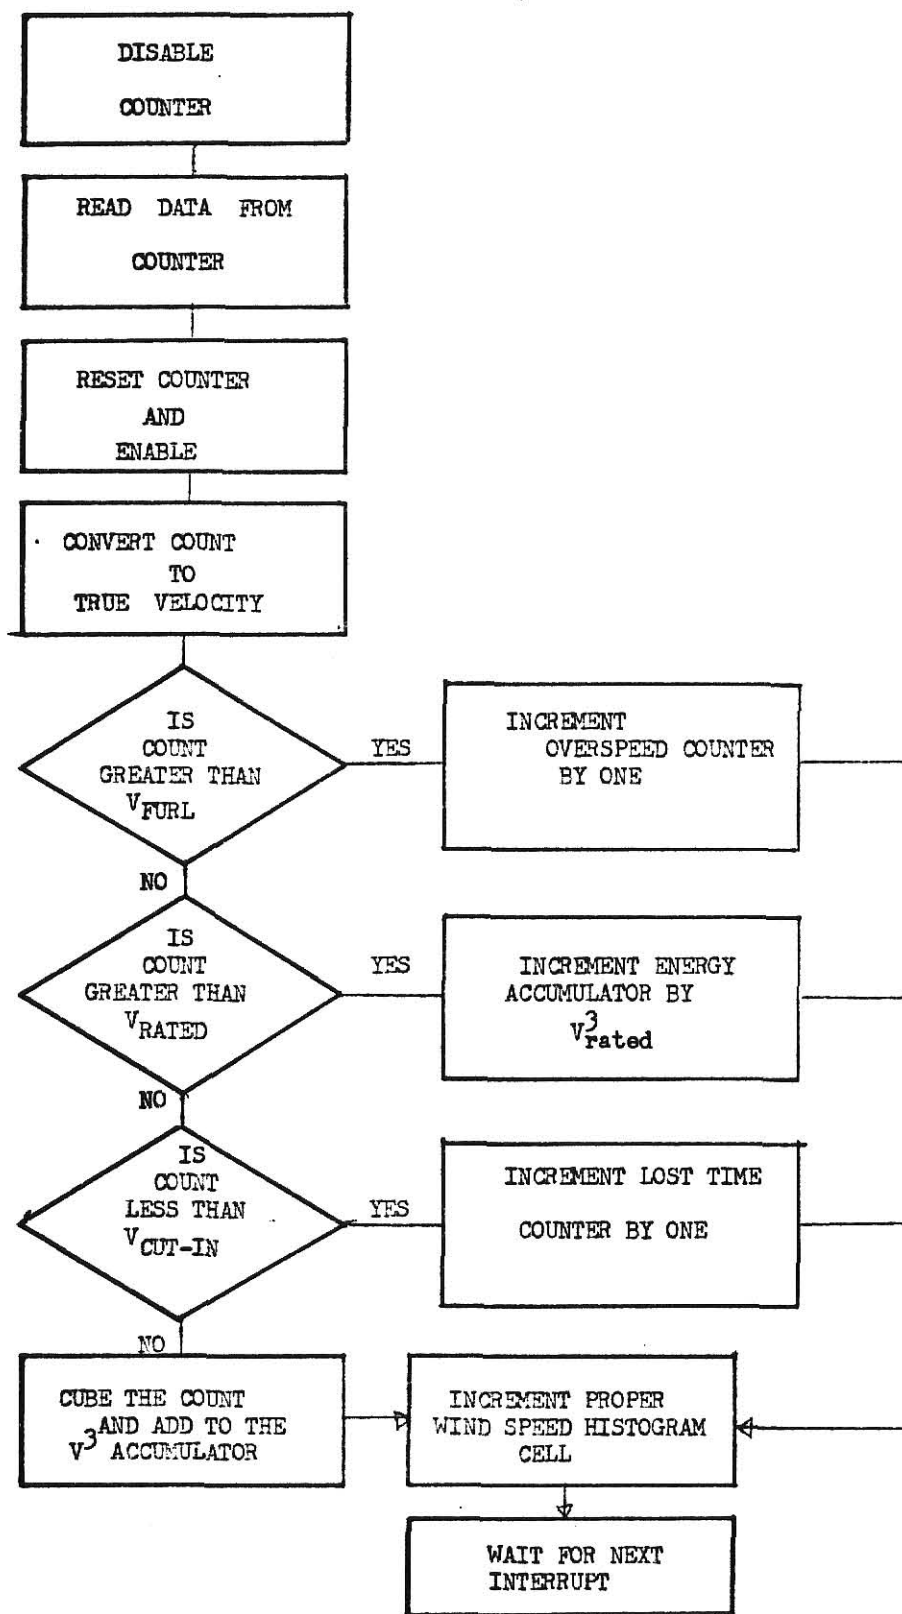 DISABLE
COUNTER
READ DATA FROM
COUNTER
RESET COUNTER
AND
ENABLE
CONVERT COUNT
TO
TRUE VELOCITY
IS
COUNT
GREATER THAN
V FURL
YES
INCREMENT
OVERSPEED COUNTER
BY ONE
NO
IS
COUNT
GREATER THAN
V RATED
YES
INCREMENT ENERGY
ACCUMULATOR BY
V³rated
NO
IS
COUNT
LESS THAN
V CUT-IN
YES
INCREMENT LOST TIME
COUNTER BY ONE
NO
CUBE THE COUNT
AND ADD TO THE
V³ ACCUMULATOR
INCREMENT PROPER
WIND SPEED HISTOGRAM
CELL
WAIT FOR NEXT
INTERRUPT